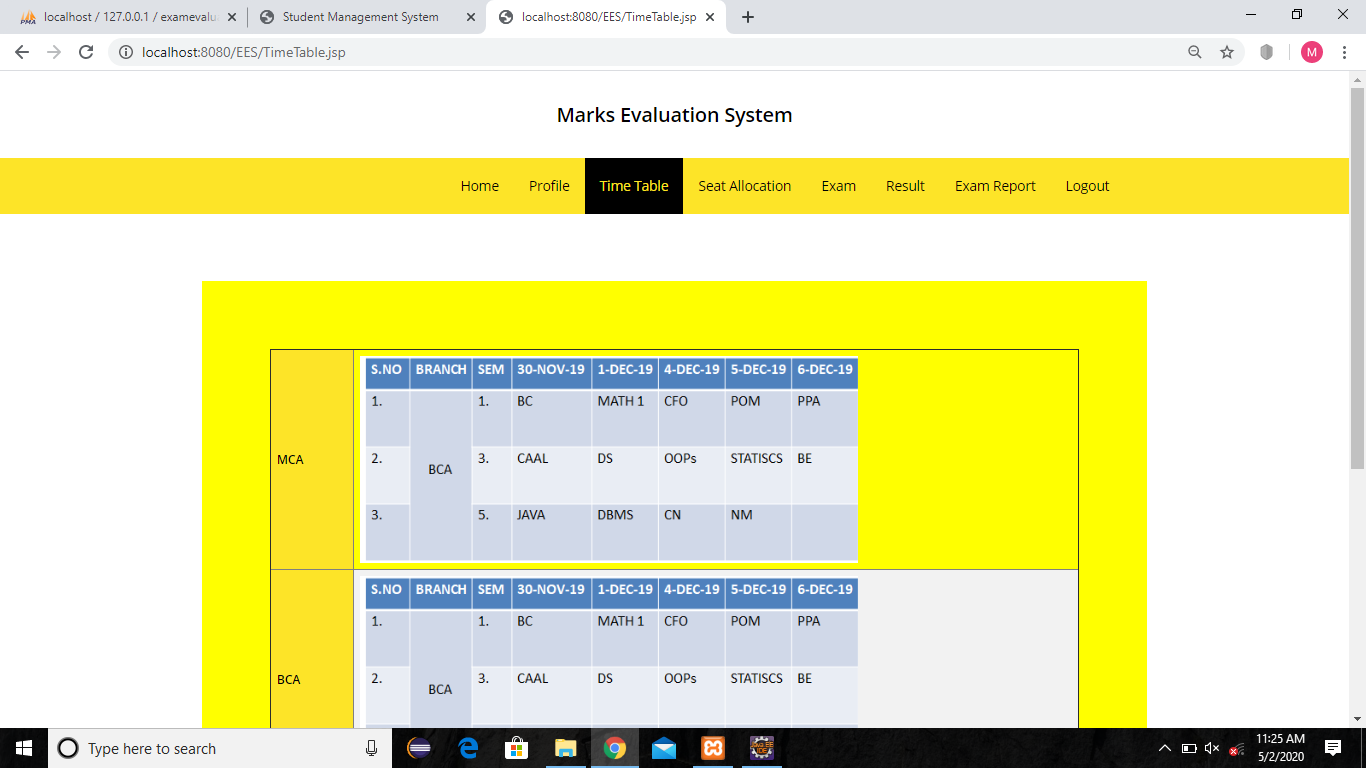 localhost / 127.0.0.1 / examevalu
Student Management System
localhost:8080/EES/TimeTable.jsp
localhost:8080/EES/TimeTable.jsp
M
Marks Evaluation System
Home Profile Time Table Seat Allocation Exam Result Exam Report Logout
MCA
S.NO BRANCH SEM 30-NOV-19 1-DEC-19 4-DEC-19 5-DEC-19 6-DEC-19
1. 1. BC MATH 1 CFO POM PPA
2. BCA 3. CAAL DS OOPs STATISCS BE
3. 5. JAVA DBMS CN NM
BCA
S.NO BRANCH SEM 30-NOV-19 1-DEC-19 4-DEC-19 5-DEC-19 6-DEC-19
1. 1. BC MATH 1 CFO POM PPA
2. BCA 3. CAAL DS OOPs STATISCS BE
Type here to search
11:25 AM
5/2/2020